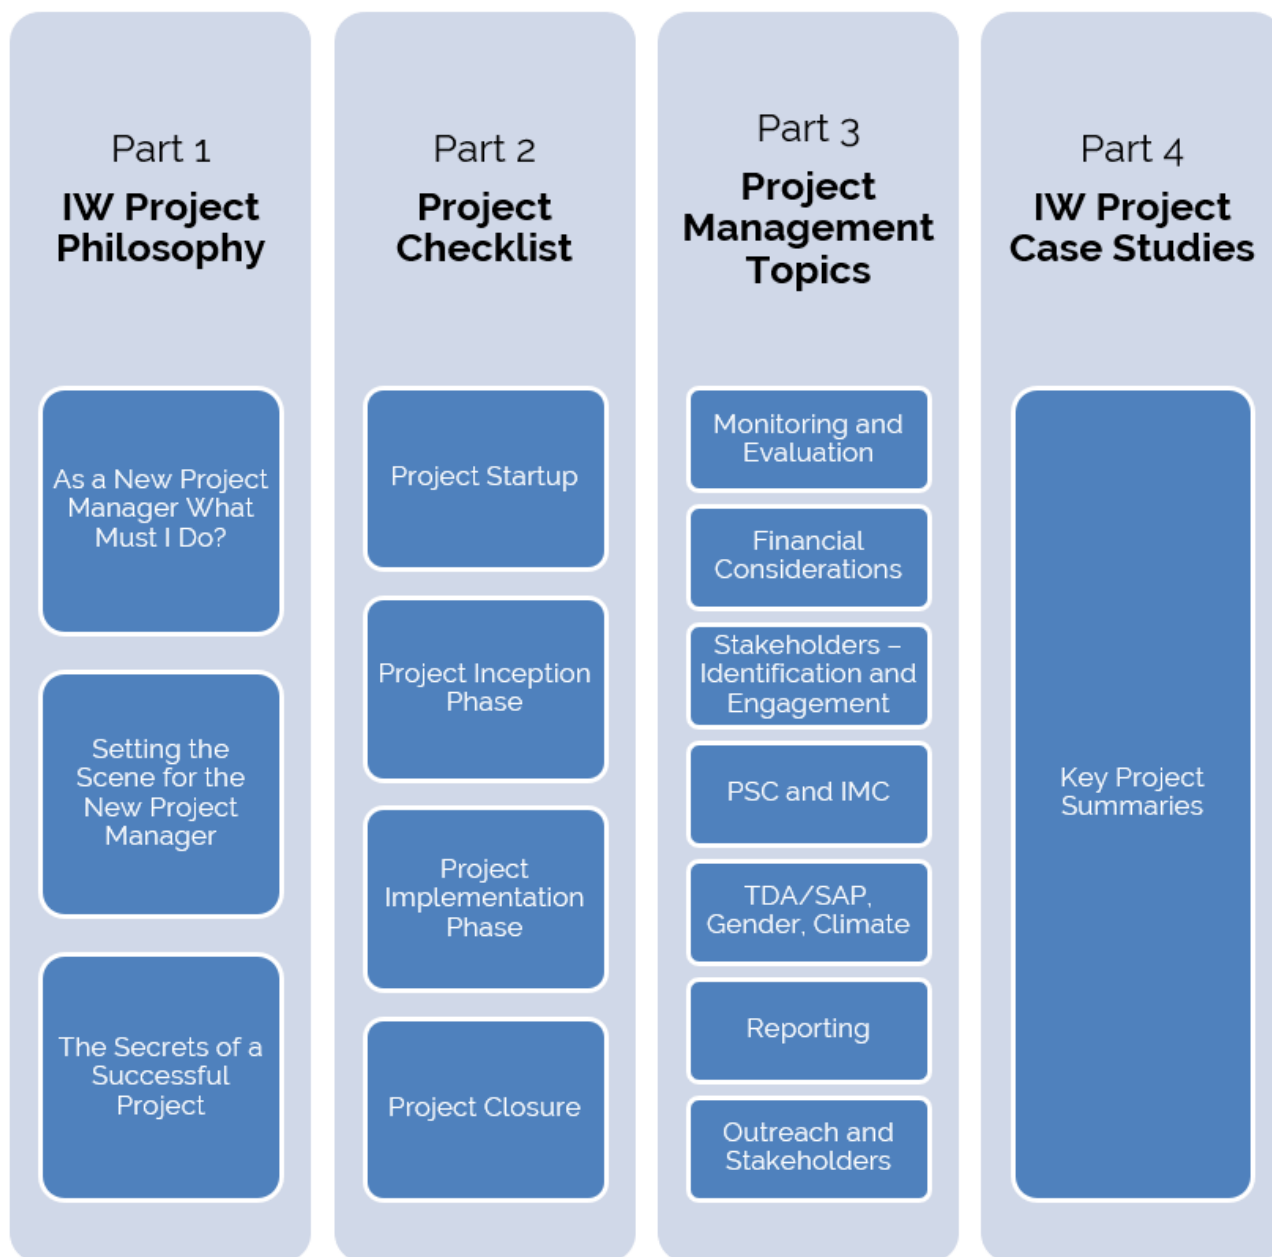 Part 1
IW Project
Philosophy
As a New Project
Manager What
Must I Do?
Setting the
Scene for the
New Project
Manager
The Secrets of a
Successful
Project
Part 2
Project
Checklist
Project Startup
Project Inception
Phase
Project
Implementation
Phase
Project Closure
Part 3
Project
Management
Topics
Monitoring and
Evaluation
Financial
Considerations
Stakeholders –
Identification and
Engagement
PSC and IMC
TDA/SAP,
Gender, Climate
Reporting
Outreach and
Stakeholders
Part 4
IW Project
Case Studies
Key Project
Summaries